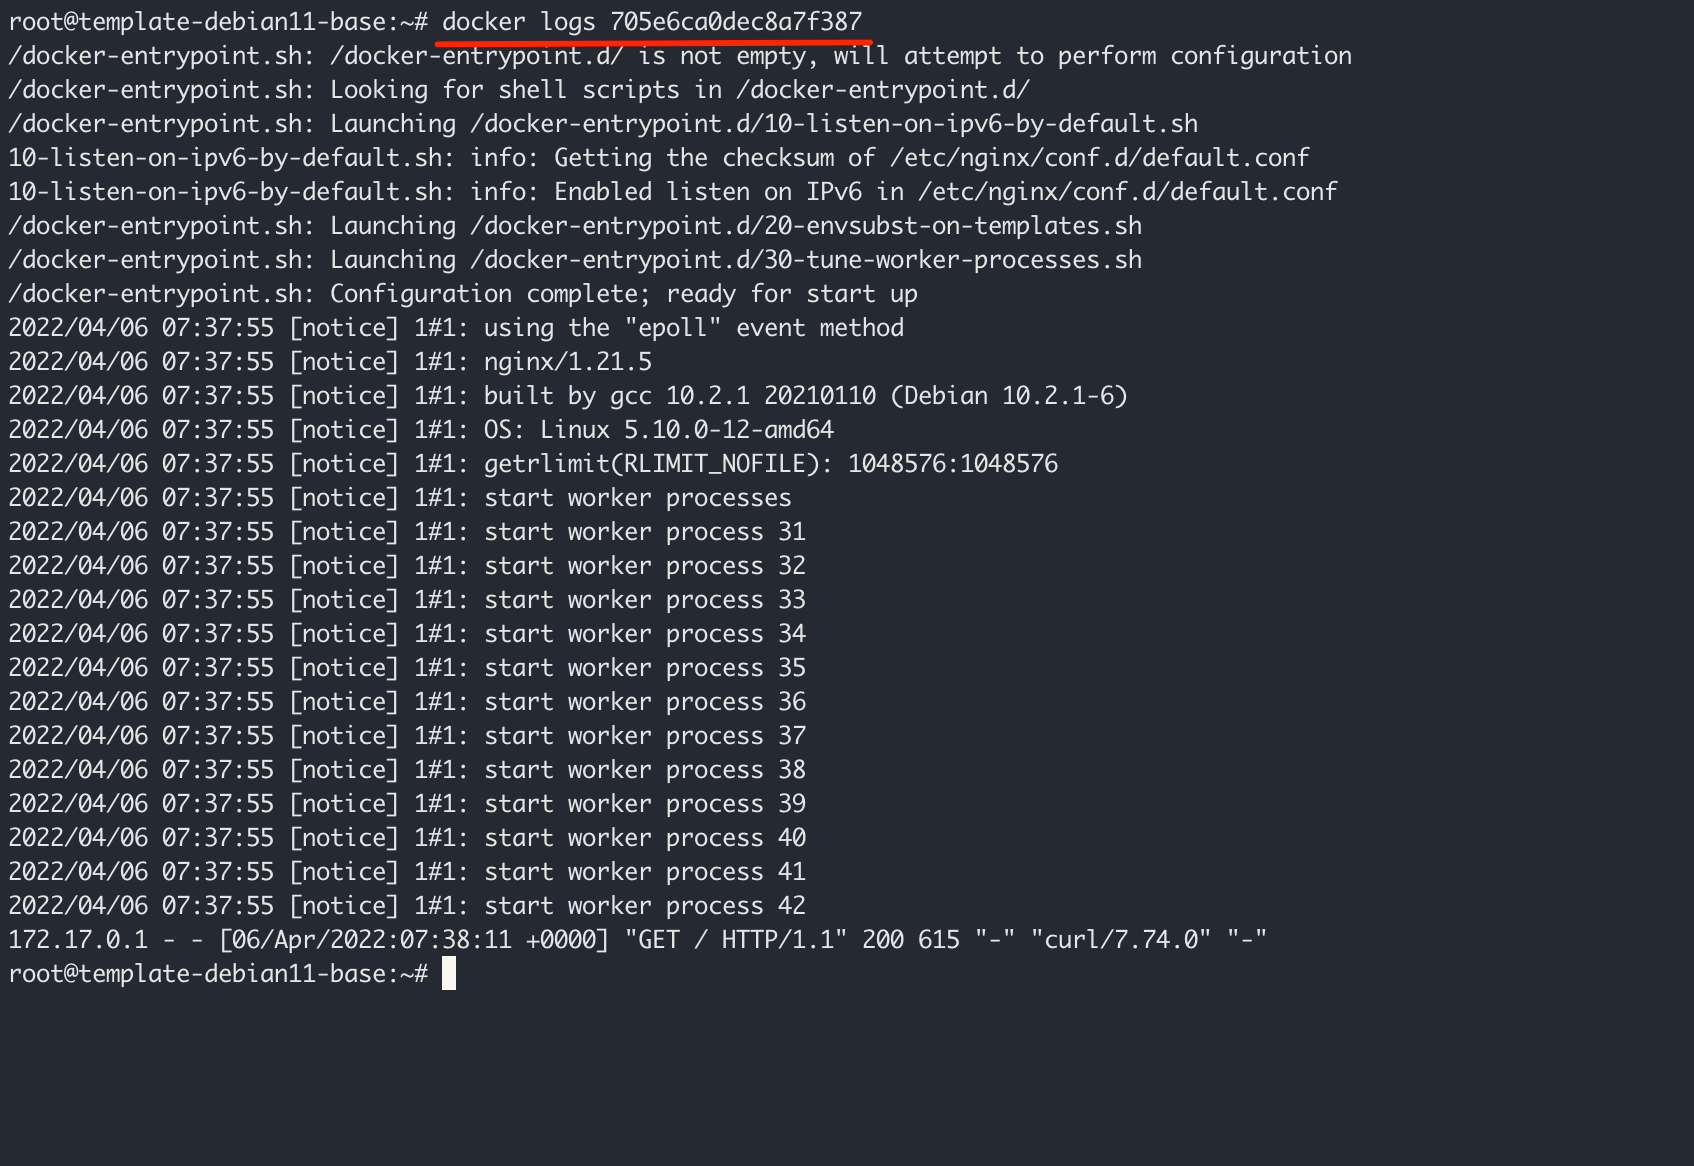 root@template-debian11-base:~# docker logs 705e6ca0dec8a7f387
/docker-entrypoint.sh: /docker-entrypoint.d/ is not empty, will attempt to perform configuration
/docker-entrypoint.sh: Looking for shell scripts in /docker-entrypoint.d/
/docker-entrypoint.sh: Launching /docker-entrypoint.d/10-listen-on-ipv6-by-default.sh
10-listen-on-ipv6-by-default.sh: info: Getting the checksum of /etc/nginx/conf.d/default.conf
10-listen-on-ipv6-by-default.sh: info: Enabled listen on IPv6 in /etc/nginx/conf.d/default.conf
/docker-entrypoint.sh: Launching /docker-entrypoint.d/20-envsubst-on-templates.sh
/docker-entrypoint.sh: Launching /docker-entrypoint.d/30-tune-worker-processes.sh
/docker-entrypoint.sh: Configuration complete; ready for start up
2022/04/06 07:37:55 [notice] 1#1: using the "epoll" event method
2022/04/06 07:37:55 [notice] 1#1: nginx/1.21.5
2022/04/06 07:37:55 [notice] 1#1: built by gcc 10.2.1 20210110 (Debian 10.2.1-6)
2022/04/06 07:37:55 [notice] 1#1: OS: Linux 5.10.0-12-amd64
2022/04/06 07:37:55 [notice] 1#1: getrlimit(RLIMIT_NOFILE): 1048576:1048576
2022/04/06 07:37:55 [notice] 1#1: start worker processes
2022/04/06 07:37:55 [notice] 1#1: start worker process 31
2022/04/06 07:37:55 [notice] 1#1: start worker process 32
2022/04/06 07:37:55 [notice] 1#1: start worker process 33
2022/04/06 07:37:55 [notice] 1#1: start worker process 34
2022/04/06 07:37:55 [notice] 1#1: start worker process 35
2022/04/06 07:37:55 [notice] 1#1: start worker process 36
2022/04/06 07:37:55 [notice] 1#1: start worker process 37
2022/04/06 07:37:55 [notice] 1#1: start worker process 38
2022/04/06 07:37:55 [notice] 1#1: start worker process 39
2022/04/06 07:37:55 [notice] 1#1: start worker process 40
2022/04/06 07:37:55 [notice] 1#1: start worker process 41
2022/04/06 07:37:55 [notice] 1#1: start worker process 42
172.17.0.1 - - [06/Apr/2022:07:38:11 +0000] "GET / HTTP/1.1" 200 615 "-" "curl/7.74.0" "-"
root@template-debian11-base:~#